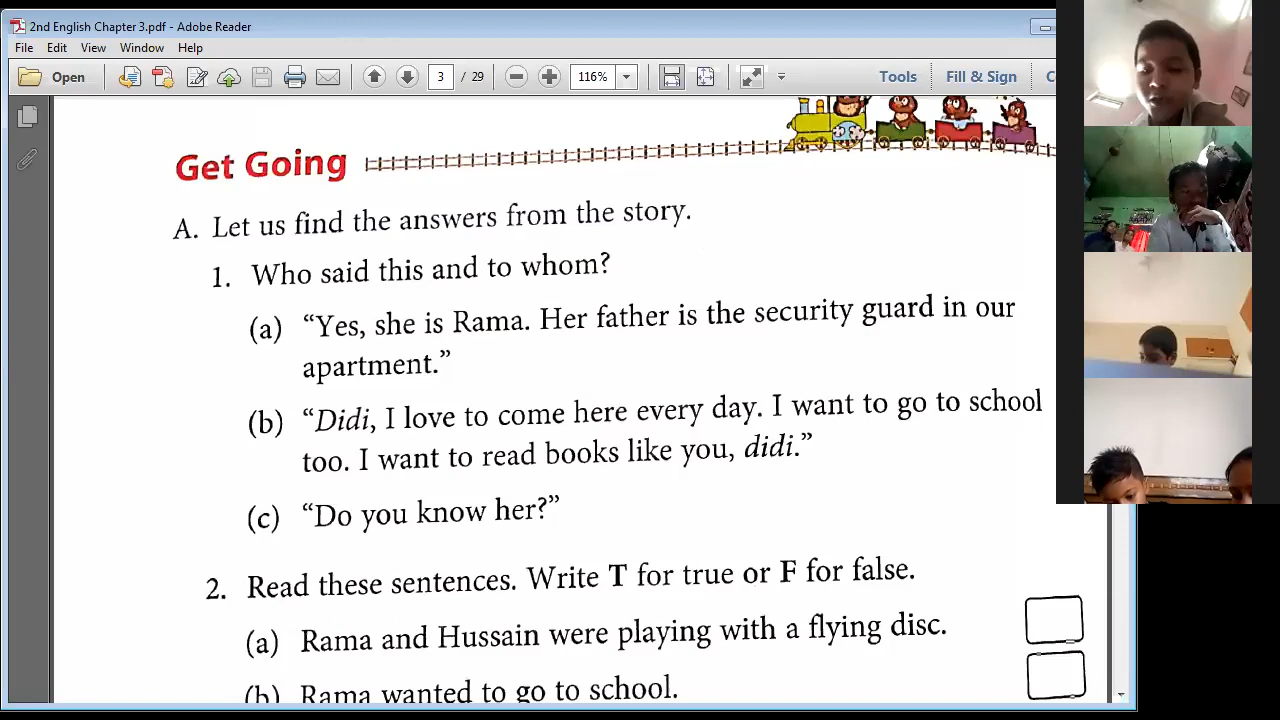 2nd English Chapter 3.pdf - Adobe Reader
File Edit View Window Help
Open 3 / 29 116% Tools Fill & Sign
Get Going
A. Let us find the answers from the story.
1. Who said this and to whom?
(a) “Yes, she is Rama. Her father is the security guard in our
apartment.”
(b) “Didi, I love to come here every day. I want to go to school
too. I want to read books like you, didi.”
(c) “Do you know her?”
2. Read these sentences. Write T for true or F for false.
(a) Rama and Hussain were playing with a flying disc.
(b) Rama wanted to go to school.